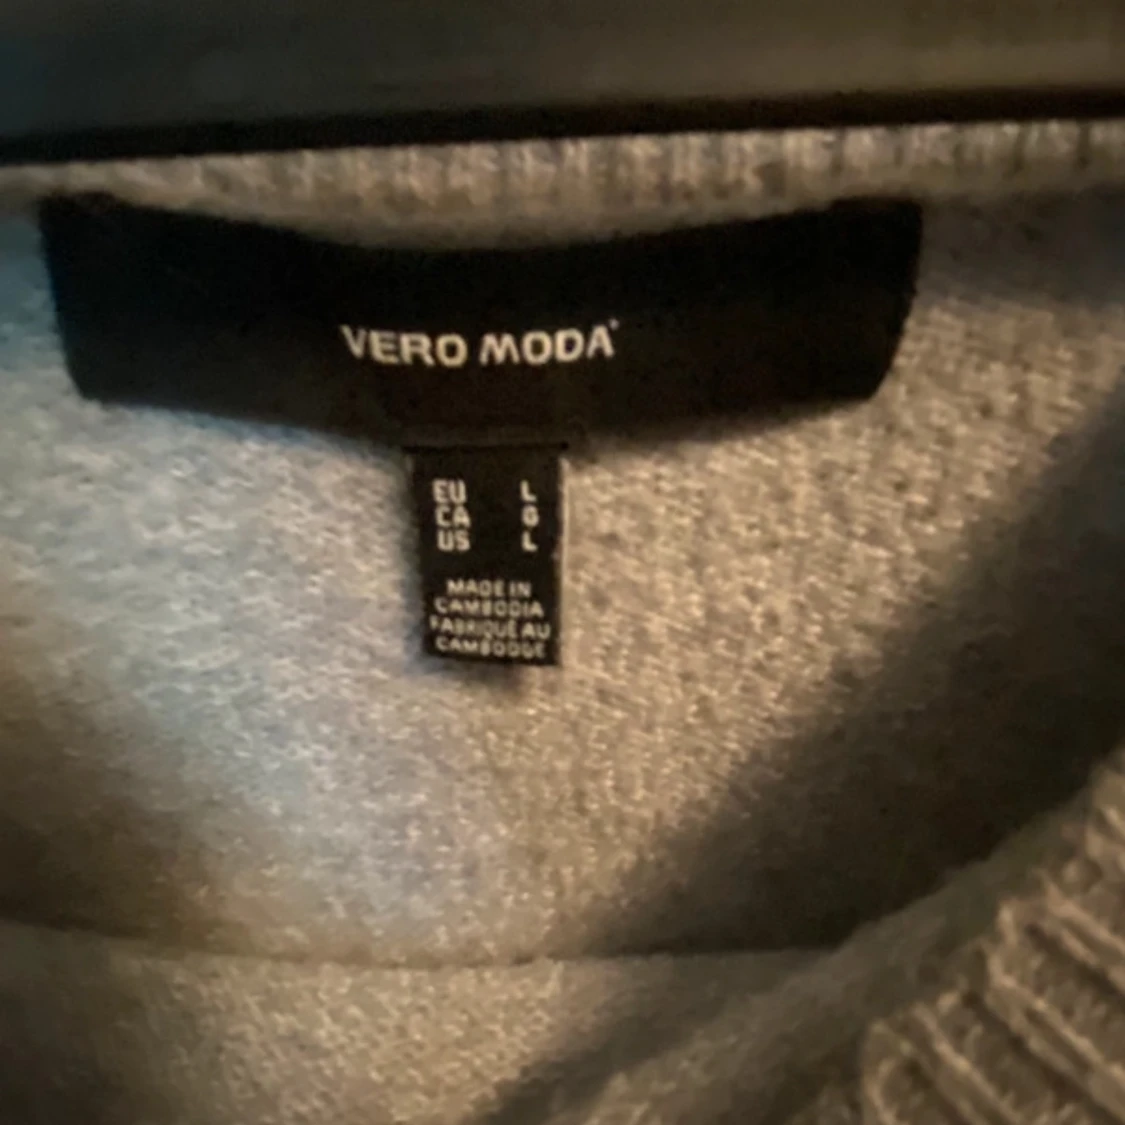 VERO MODA
EU L
CA G
US L
MADE IN
CAMBODIA
FABRIQUÉ AU
CAMBODGE